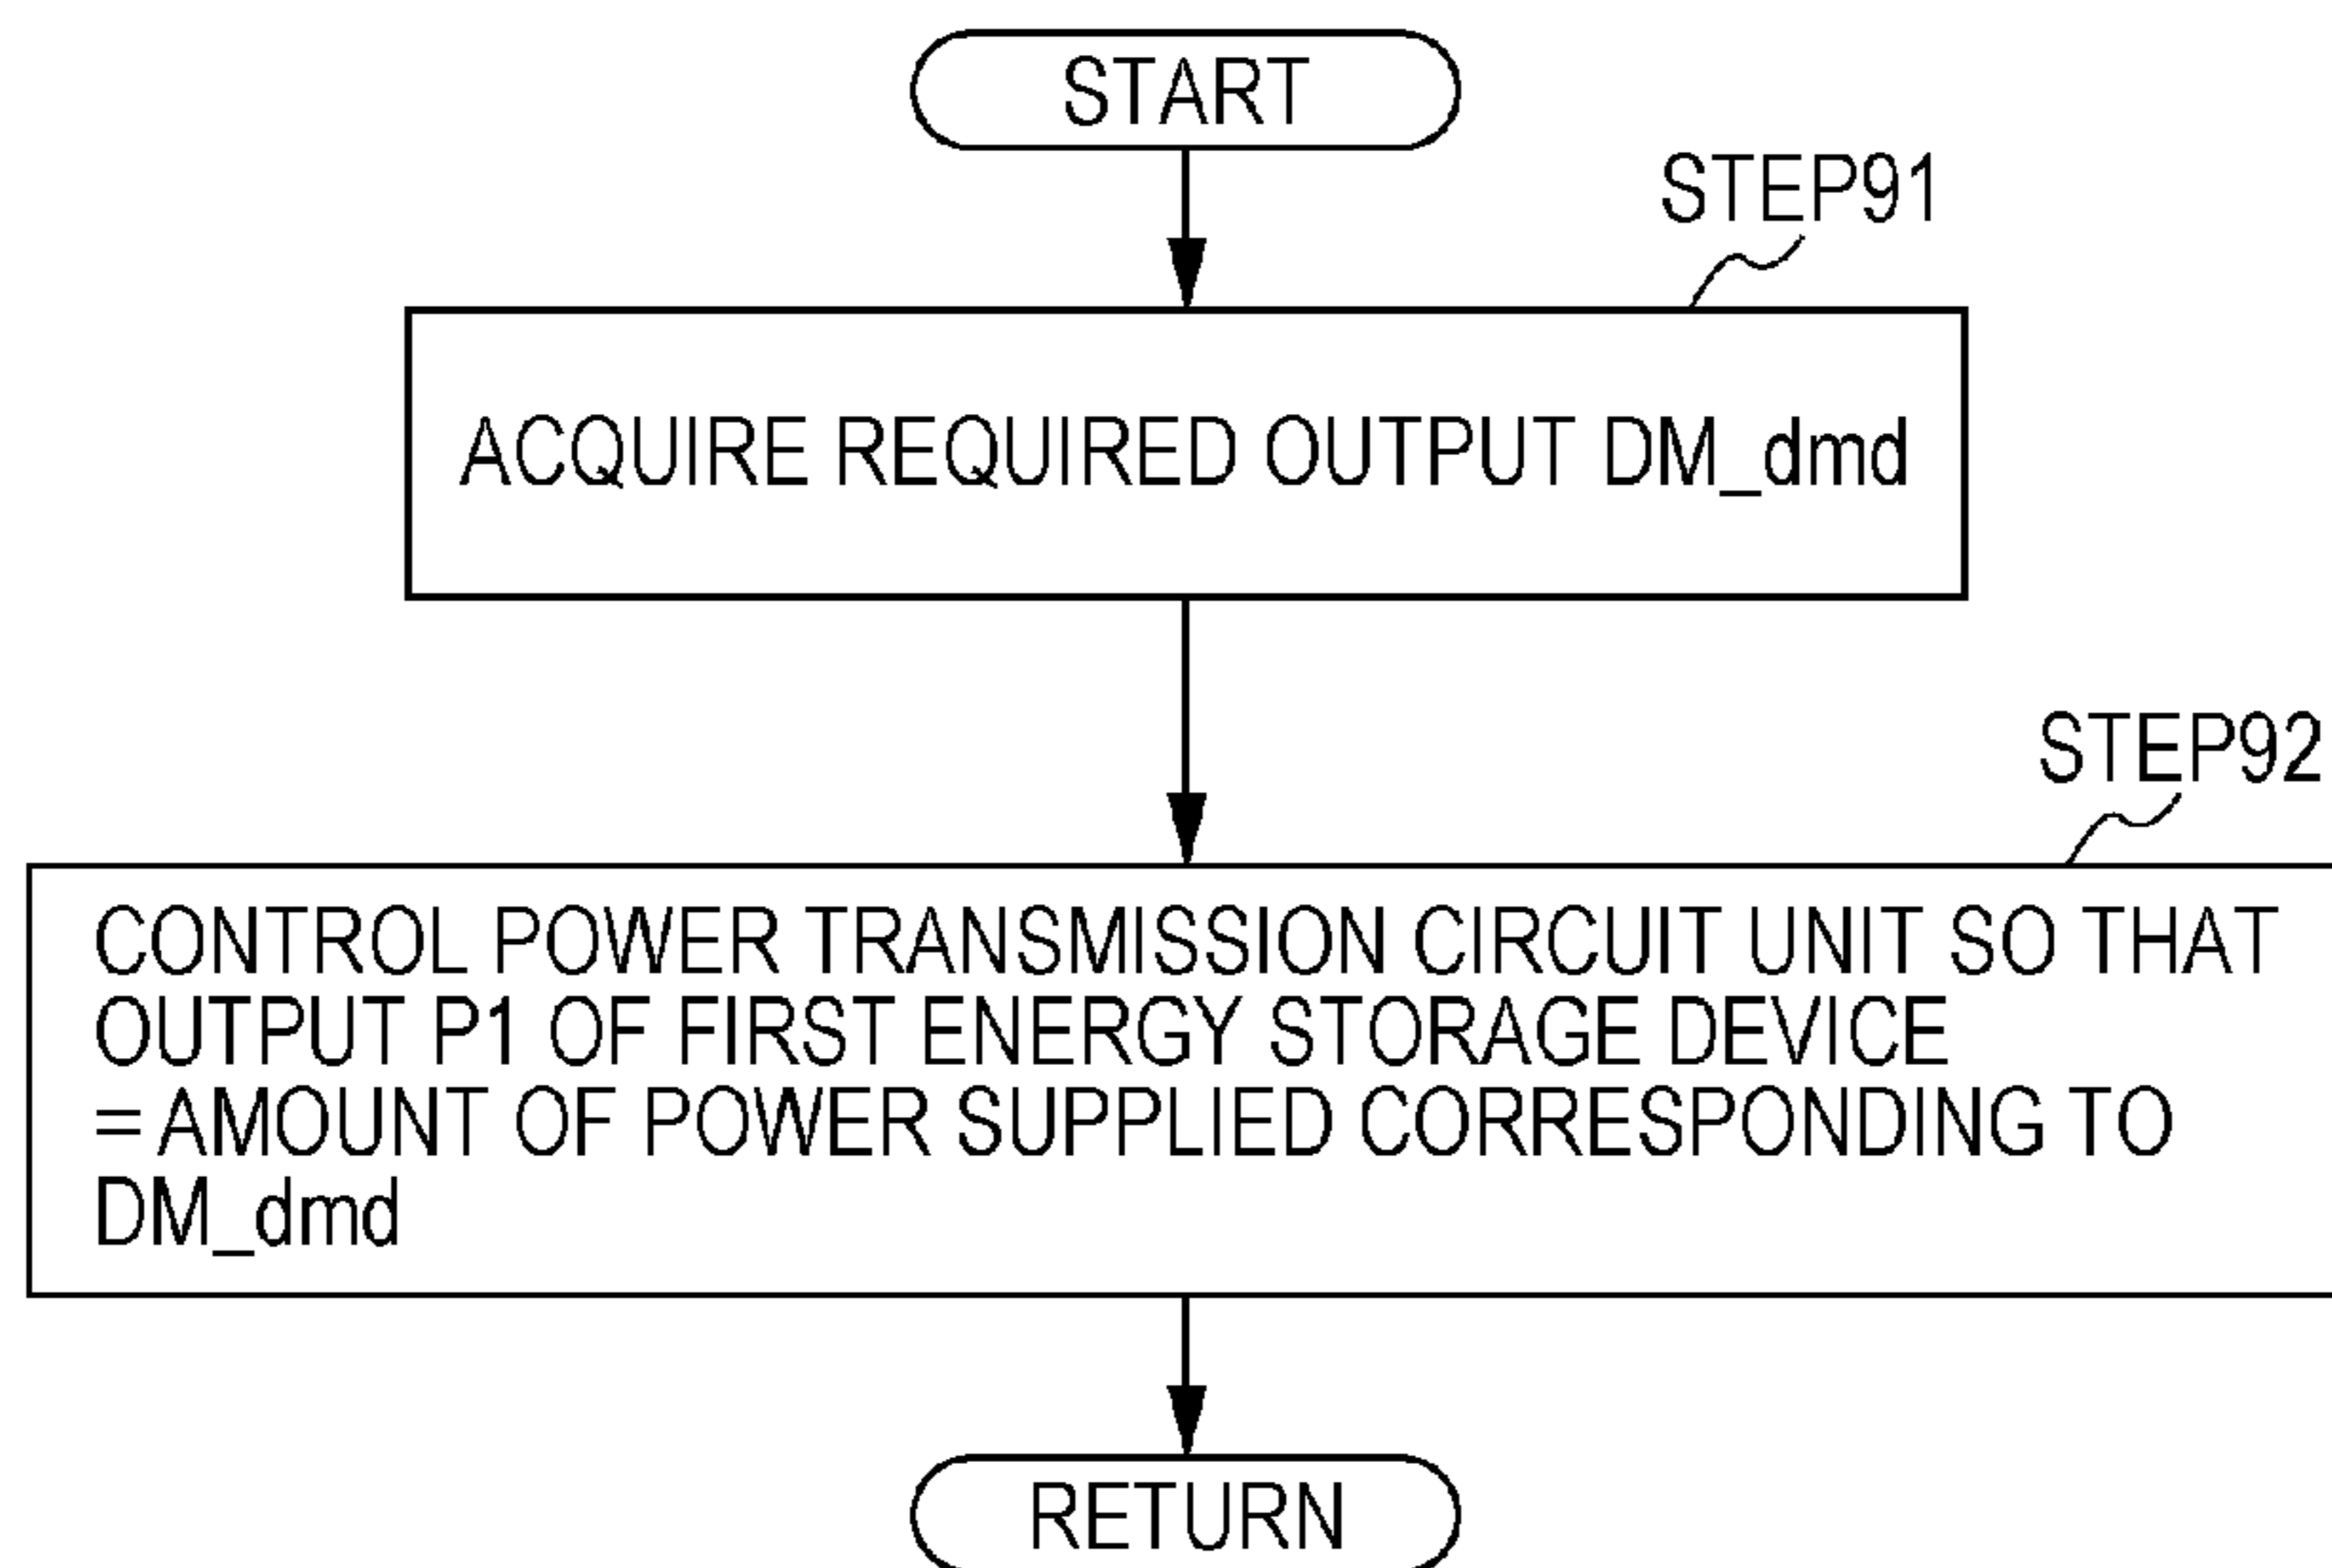 START
STEP91
ACQUIRE REQUIRED OUTPUT DM_dmd
STEP92
CONTROL POWER TRANSMISSION CIRCUIT UNIT SO THAT
OUTPUT P1 OF FIRST ENERGY STORAGE DEVICE
= AMOUNT OF POWER SUPPLIED CORRESPONDING TO
DM_dmd
RETURN